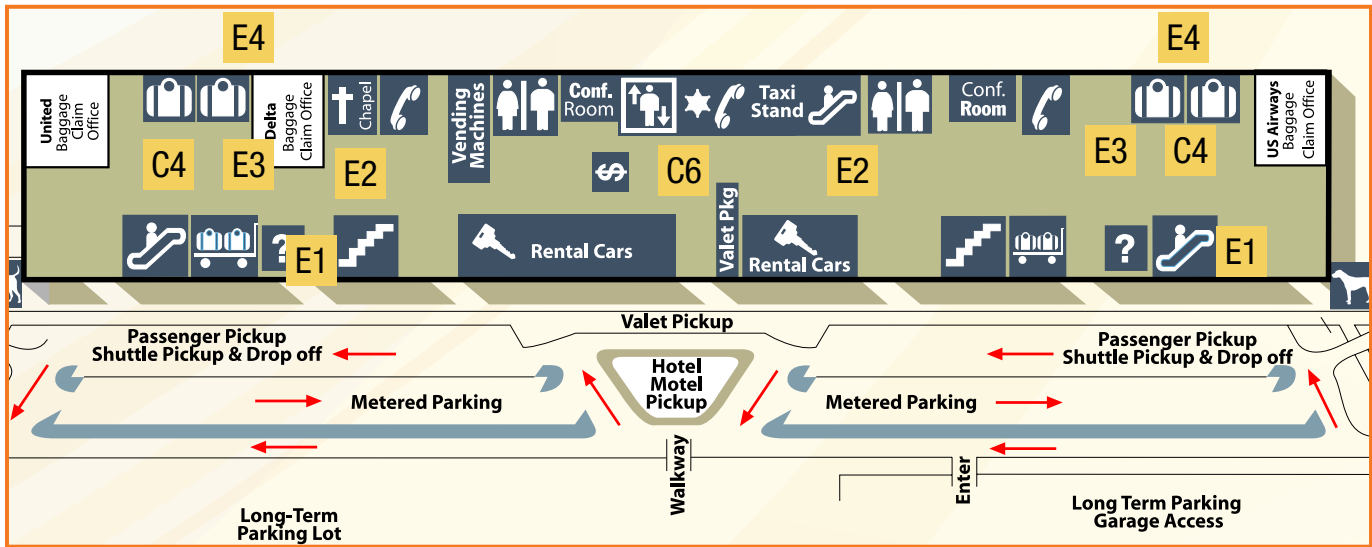 E4
E4
United
Baggage
Claim
Office
Delta
Baggage
Claim Office
Chapel
Vending
Machines
Conf.
Room
Taxi
Stand
Conf.
Room
US Airways
Baggage
Claim Office
C4
E3
E2
$
C6
E2
E3
C4
?
E1
Rental Cars
Valet Pkg
Rental Cars
?
E1
Passenger Pickup
Shuttle Pickup & Drop off
Valet Pickup
Passenger Pickup
Shuttle Pickup & Drop off
Hotel
Motel
Pickup
Metered Parking
Metered Parking
Walkway
Enter
Long-Term
Parking Lot
Long Term Parking
Garage Access